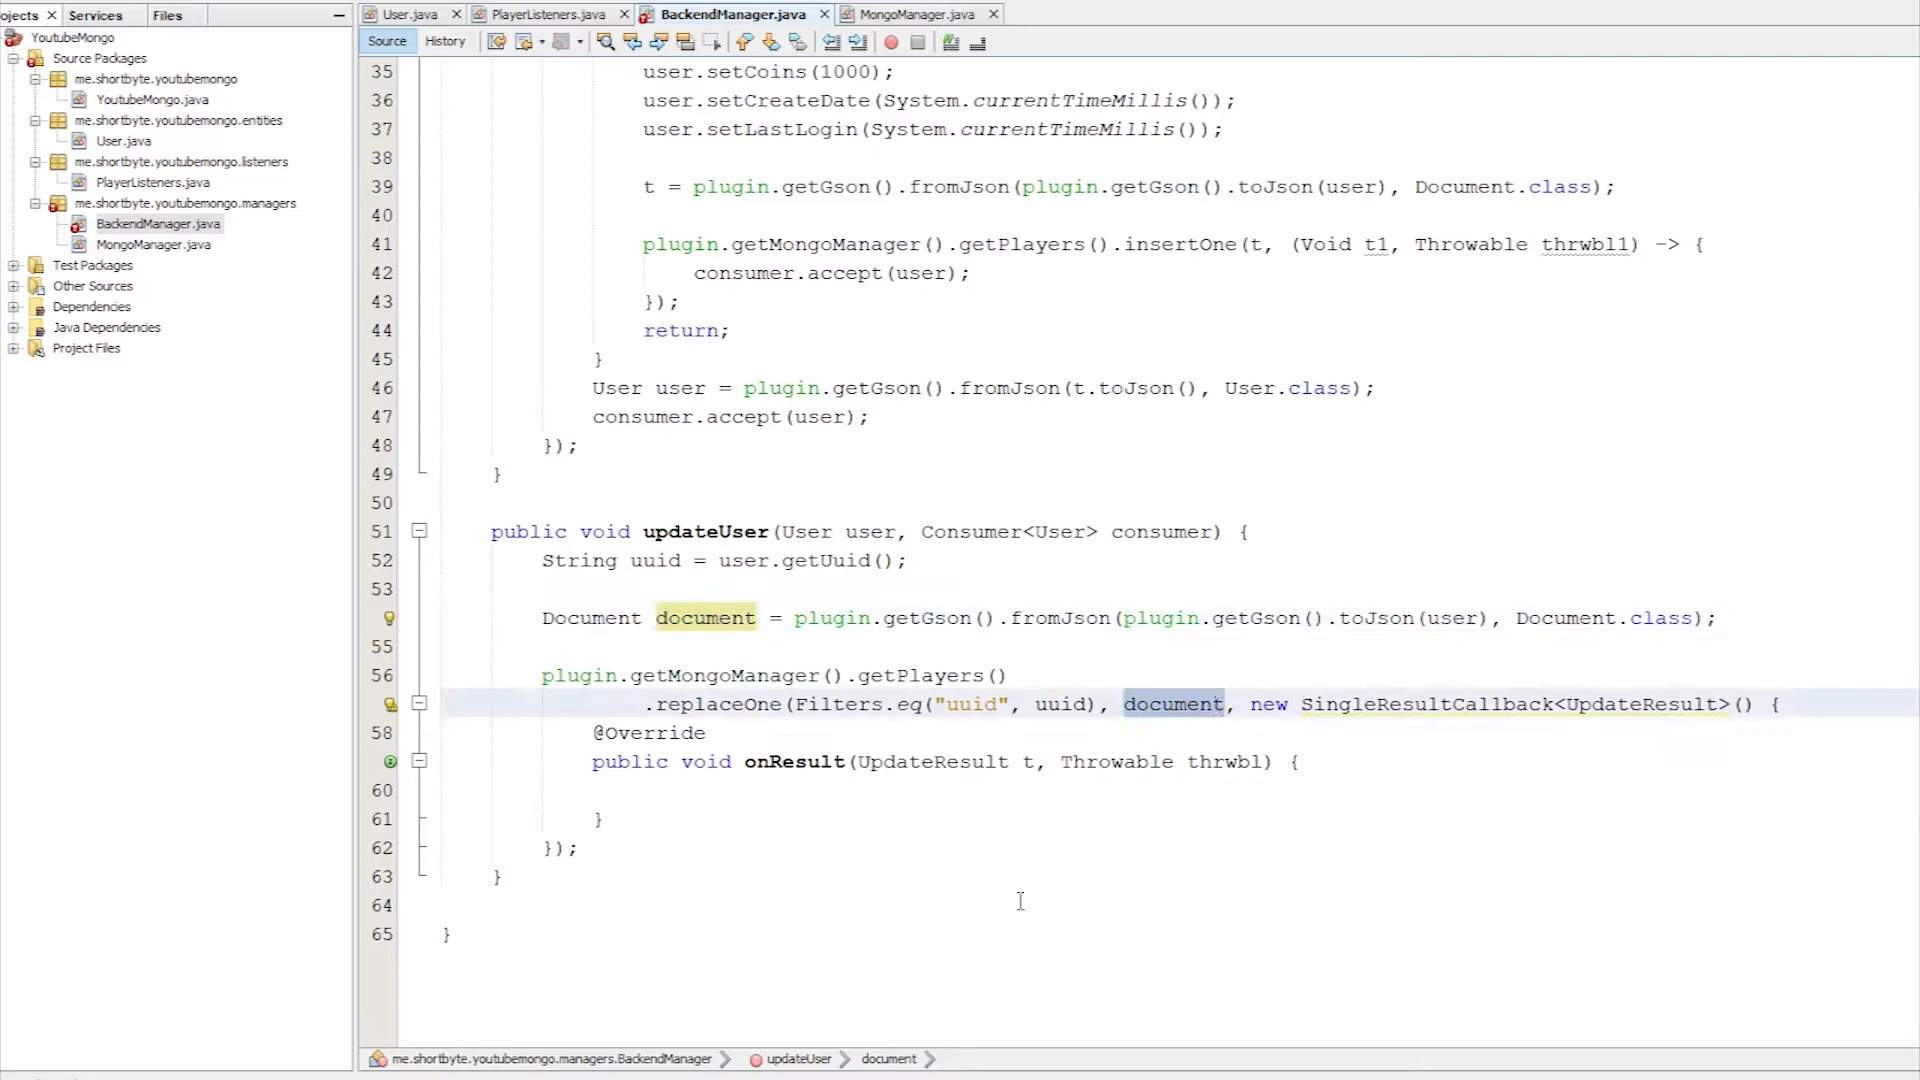 ojects
Services
Files
YoutubeMongo
Source Packages
me.shortbyte.youtubemongo
YoutubeMongo.java
me.shortbyte.youtubemongo.entities
User.java
me.shortbyte.youtubemongo.listeners
PlayerListeners.java
me.shortbyte.youtubemongo.managers
BackendManager.java
MongoManager.java
Test Packages
Other Sources
Dependencies
Java Dependencies
Project Files
User.java
PlayerListeners.java
BackendManager.java
MongoManager.java
Source
History
35 user.setCoins(1000);
36 user.setCreateDate(System.currentTimeMillis());
37 user.setLastLogin(System.currentTimeMillis());
38
39 t = plugin.getGson().fromJson(plugin.getGson().toJson(user), Document.class);
40
41 plugin.getMongoManager().getPlayers().insertOne(t, (Void t1, Throwable thrwbl1) -> {
42 consumer.accept(user);
43 });
44 return;
45 }
46 User user = plugin.getGson().fromJson(t.toJson(), User.class);
47 consumer.accept(user);
48 });
49 }
50
51 public void updateUser(User user, Consumer<User> consumer) {
52 String uuid = user.getUuid();
53
Document document = plugin.getGson().fromJson(plugin.getGson().toJson(user), Document.class);
55
56 plugin.getMongoManager().getPlayers()
.replaceOne(Filters.eq("uuid", uuid), document, new SingleResultCallback<UpdateResult>() {
58 @Override
public void onResult(UpdateResult t, Throwable thrwbl) {
60
61 }
62 });
63 }
64
65 }
me.shortbyte.youtubemongo.managers.BackendManager
updateUser
document